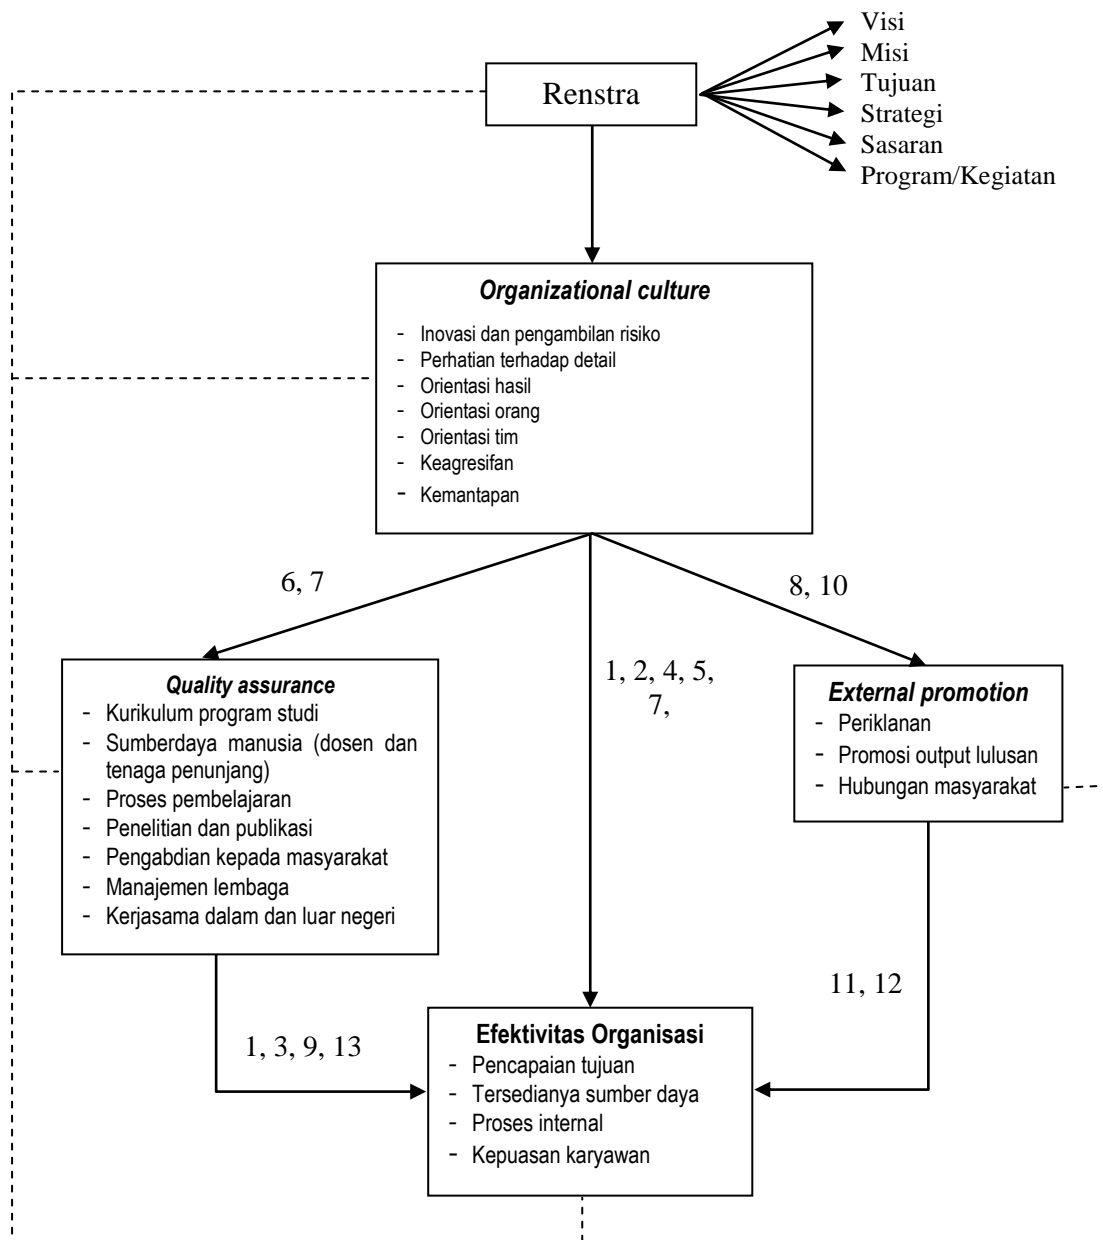 Visi
Misi
Renstra
Tujuan
Strategi
Sasaran
Program/Kegiatan
Organizational culture
- Inovasi dan pengambilan risiko
- Perhatian terhadap detail
- Orientasi hasil
- Orientasi orang
- Orientasi tim
- Keagresifan
- Kemantapan
6, 7
8, 10
1, 2, 4, 5,
7,
Quality assurance
- Kurikulum program studi
- Sumberdaya manusia (dosen dan
tenaga penunjang)
- Proses pembelajaran
- Penelitian dan publikasi
- Pengabdian kepada masyarakat
- Manajemen lembaga
- Kerjasama dalam dan luar negeri
External promotion
- Periklanan
- Promosi output lulusan
- Hubungan masyarakat
11, 12
1, 3, 9, 13
Efektivitas Organisasi
- Pencapaian tujuan
- Tersedianya sumber daya
- Proses internal
- Kepuasan karyawan